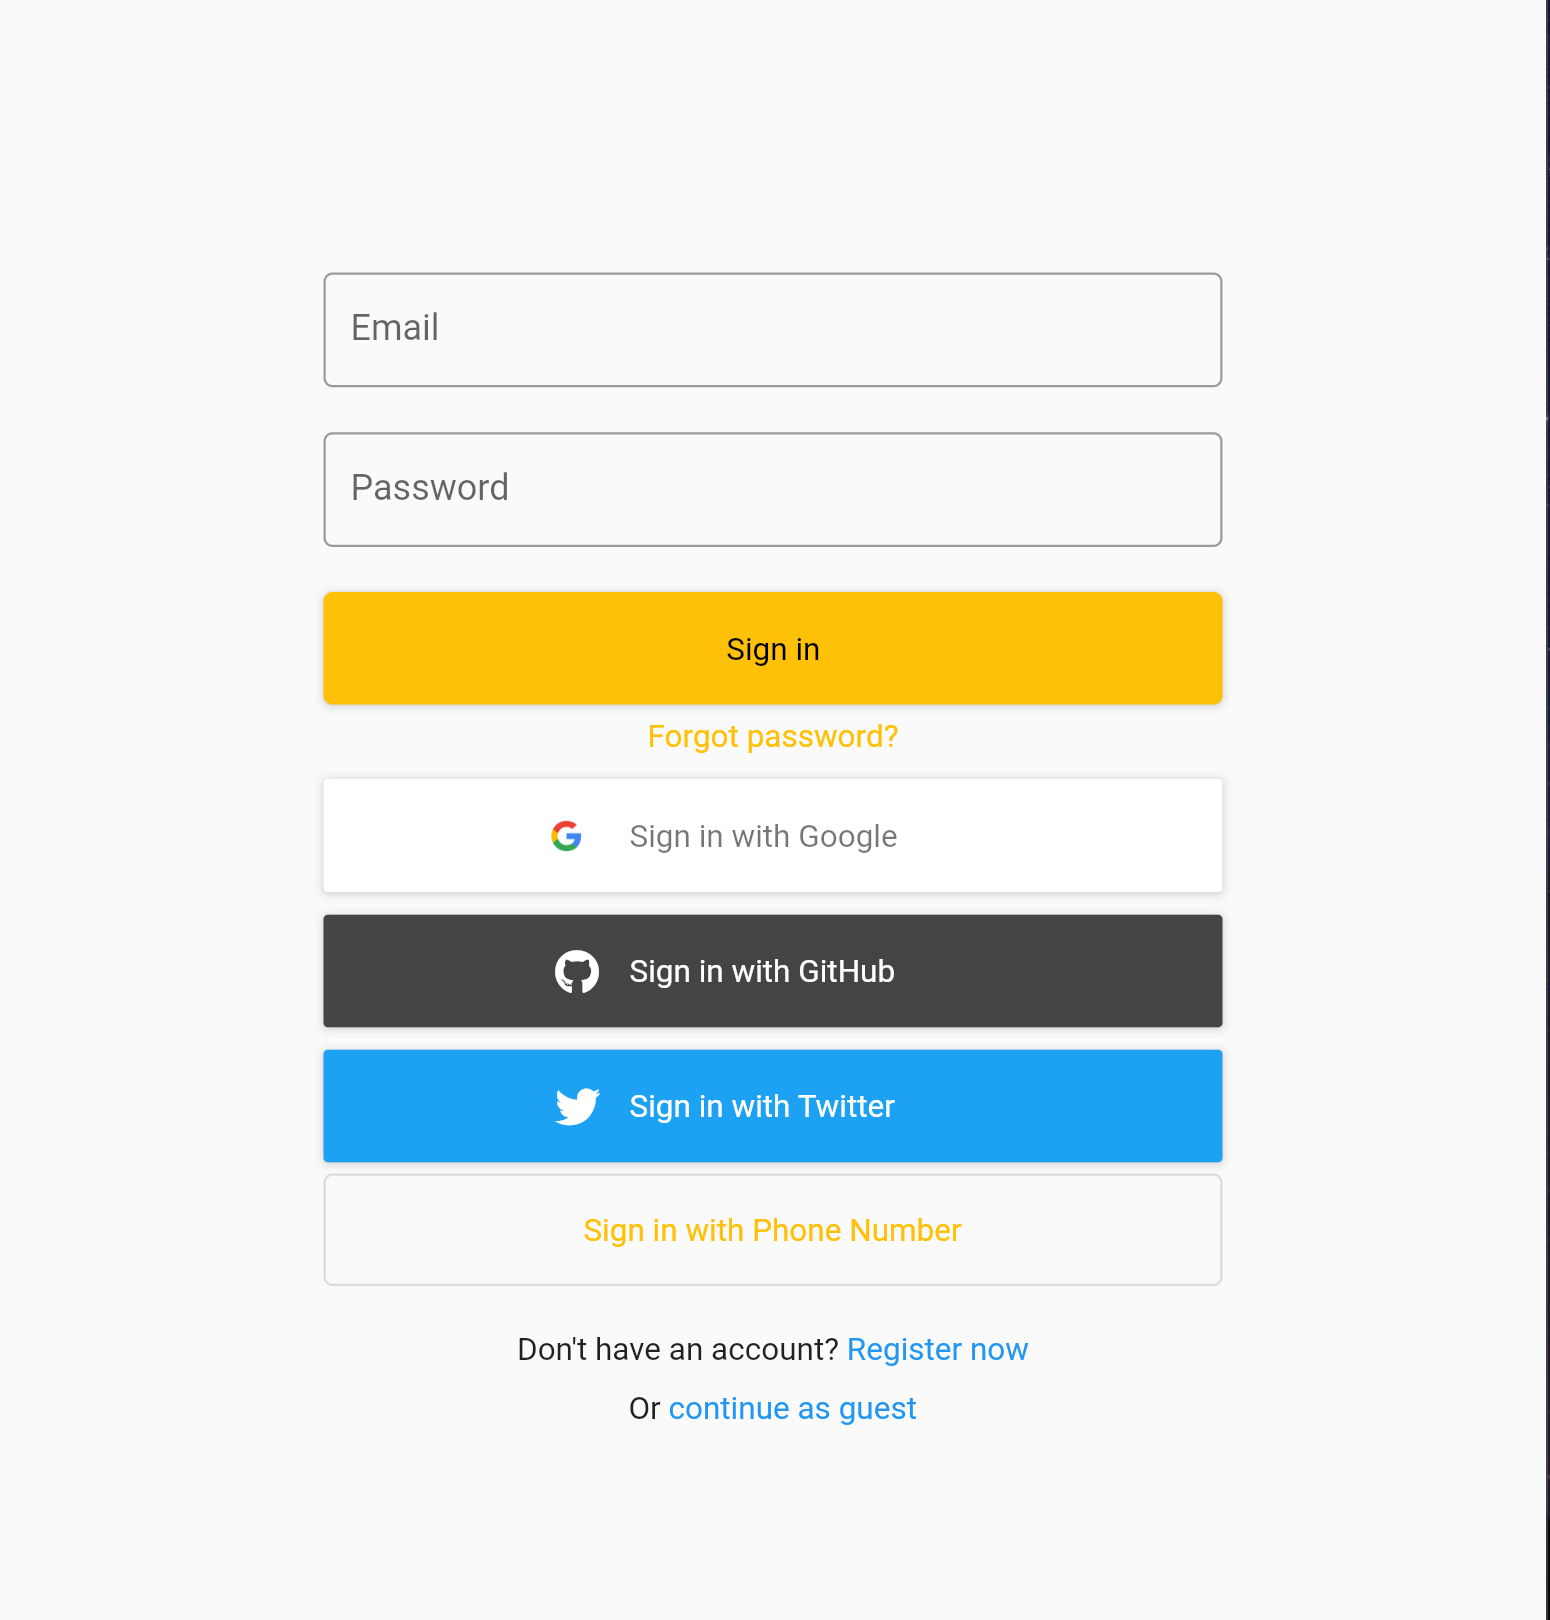 Email
Password
Sign in
Forgot password?
Sign in with Google
Sign in with GitHub
Sign in with Twitter
Sign in with Phone Number
Don't have an account? Register now
Or continue as guest